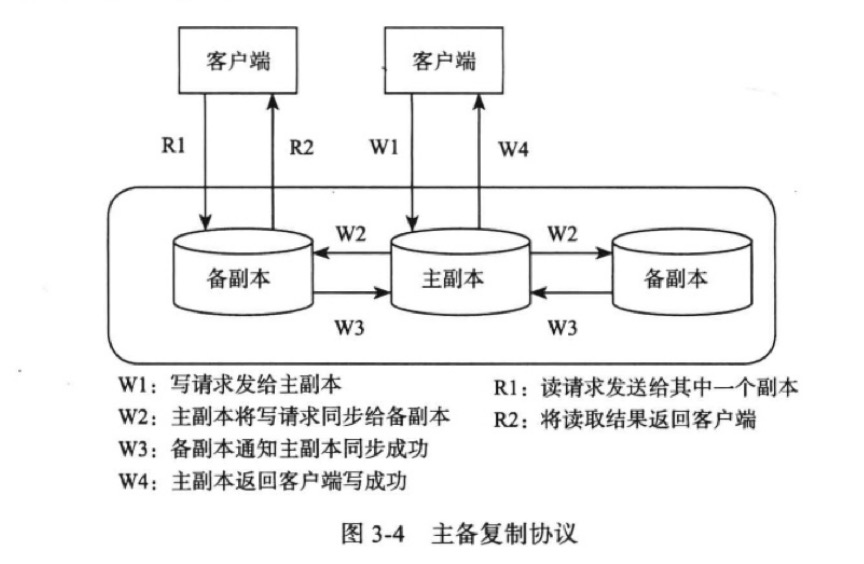 客户端 客户端
R1 R2 W1 W4
W2 W2
备副本 主副本 备副本
W3 W3
W1：写请求发给主副本
W2：主副本将写请求同步给备副本
W3：备副本通知主副本同步成功
W4：主副本返回客户端写成功
R1：读请求发送给其中一个副本
R2：将读取结果返回客户端
图 3-4 主备复制协议